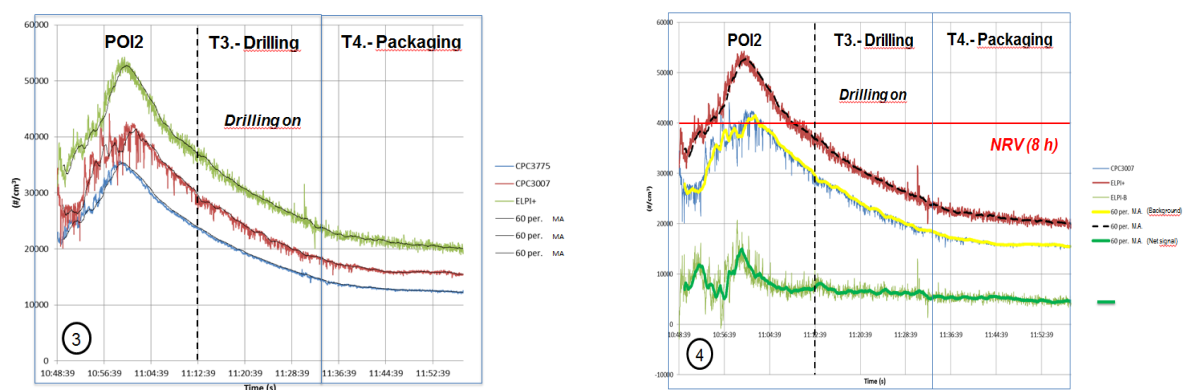 POI2
T3.- Drilling
T4.- Packaging
Drilling on
60000
50000
40000
30000
20000
10000
0
(#/cm³)
10:48:39
10:56:39
11:04:39
11:12:39
11:20:39
11:28:39
11:36:39
11:44:39
11:52:39
Time (s)
3
CPC3775
CPC3007
ELPI+
60 per. MA
60 per. MA
60 per. MA
POI2
T3.- Drilling
T4.- Packaging
Drilling on
NRV (8 h)
60000
50000
40000
30000
20000
10000
0
-10000
(#/cm³)
10:48:39
10:56:39
11:04:39
11:12:39
11:20:39
11:28:39
11:36:39
11:44:39
11:52:39
Time (s)
4
CPC3007
ELPI+
ELPI-B
60 per. M.A. (Background)
60 per. M.A.
60 per. M.A. (Net signal)